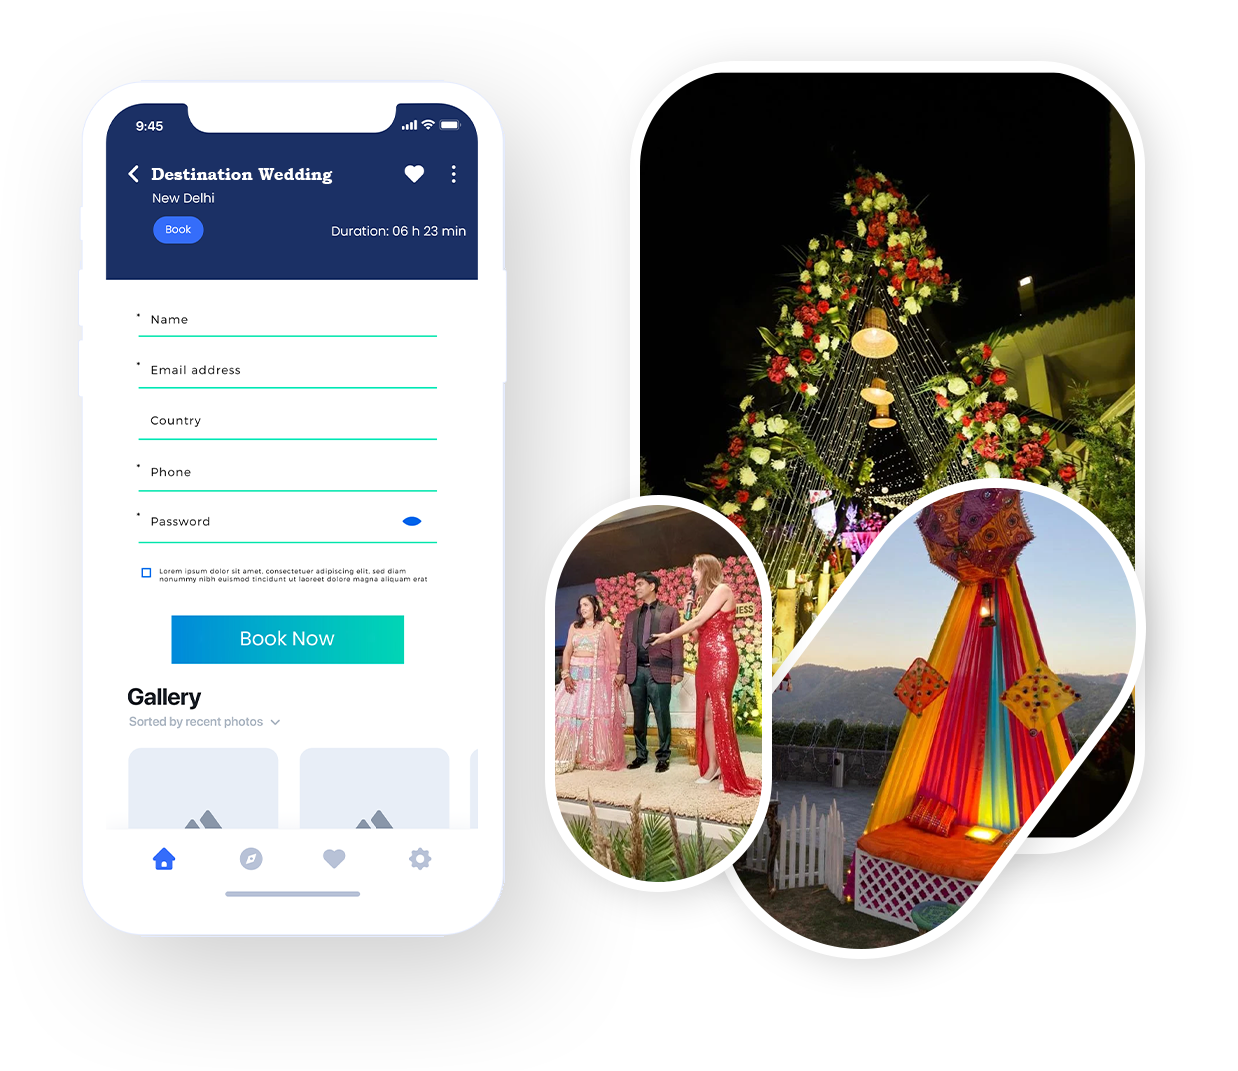 9:45
Destination Wedding
New Delhi
Book
Duration: 06 h 23 min
* Name
* Email address
Country
* Phone
* Password
Lorem ipsum dolor sit amet, consectetuer adipiscing elit, sed diam
nonummy nibh euismod tincidunt ut laoreet dolore magna aliquam erat
Book Now
Gallery
Sorted by recent photos